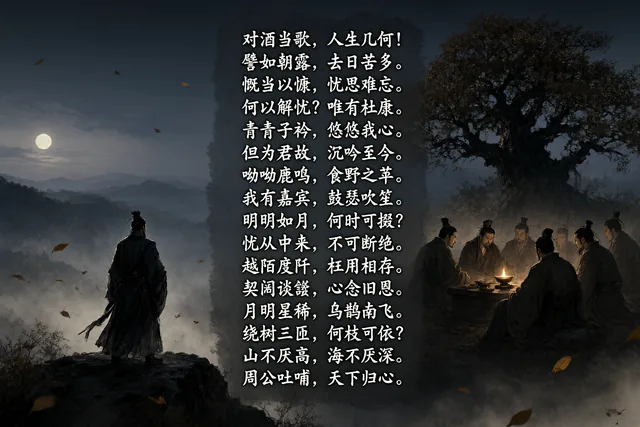 对酒当歌，人生几何！
譬如朝露，去日苦多。
慨当以慷，忧思难忘。
何以解忧？唯有杜康。
青青子衿，悠悠我心。
但为君故，沉吟至今。
呦呦鹿鸣，食野之苹。
我有嘉宾，鼓瑟吹笙。
明明如月，何时可掇？
忧从中来，不可断绝。
越陌度阡，枉用相存。
契阔谈，心念旧恩。
月明星稀，乌鹊南飞。
绕树三匝，何枝可依？
山不厌高，海不厌深。
周公吐哺，天下归心。